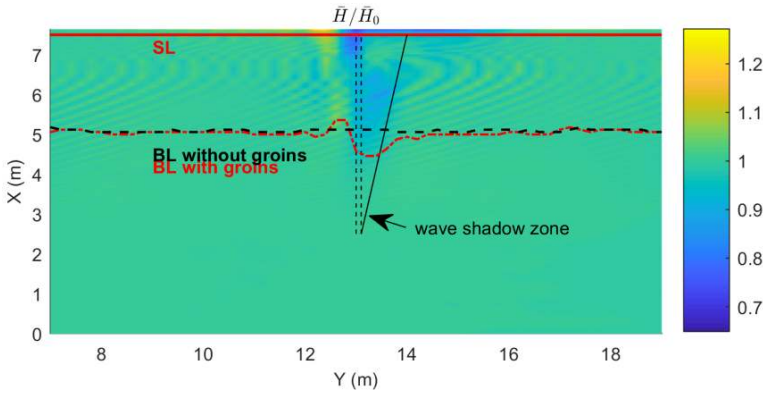 H̄/H̄₀
7
6
5
4
3
2
1
0
X (m)
SL
BL without groins
BL with groins
wave shadow zone
8
10
12
14
16
18
Y (m)
1.2
1.1
1
0.9
0.8
0.7